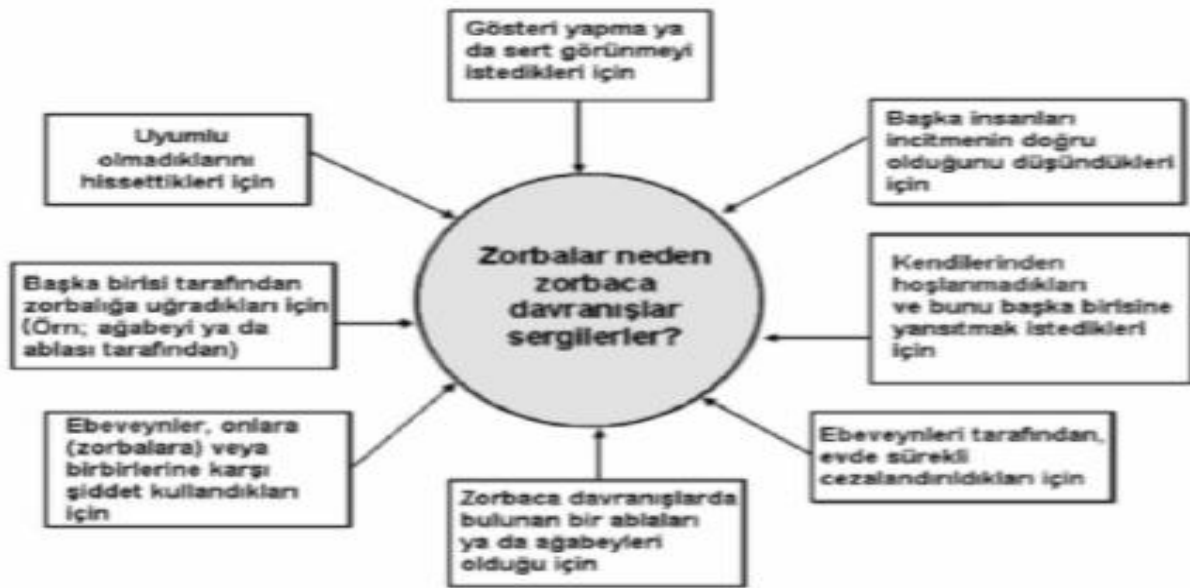 Gösteri yapma ya
da sert görünmeyi
istedikleri için
Uyumlu
olmadıklarını
hissettikleri için
Başka insanları
incitmenin doğru
olduğunu düşündükleri
için
Zorbalar neden
zorbaca
davranışlar
sergilerler?
Başka birisi tarafından
zorbalığa uğradıkları için
(Örn; ağabeyi ya da
ablası tarafından)
Kendilerinden
hoşlanmadıkları
ve bunu başka birisine
yansıtmak istedikleri
için
Ebeveynler, onlara
(zorbalara) veya
birbirlerine karşı
şiddet kullandıkları
için
Zorbaca davranışlarda
bulunan bir ablaları
ya da ağabeyleri
olduğu için
Ebeveynleri tarafından,
evde sürekli
cezalandırıldıkları için